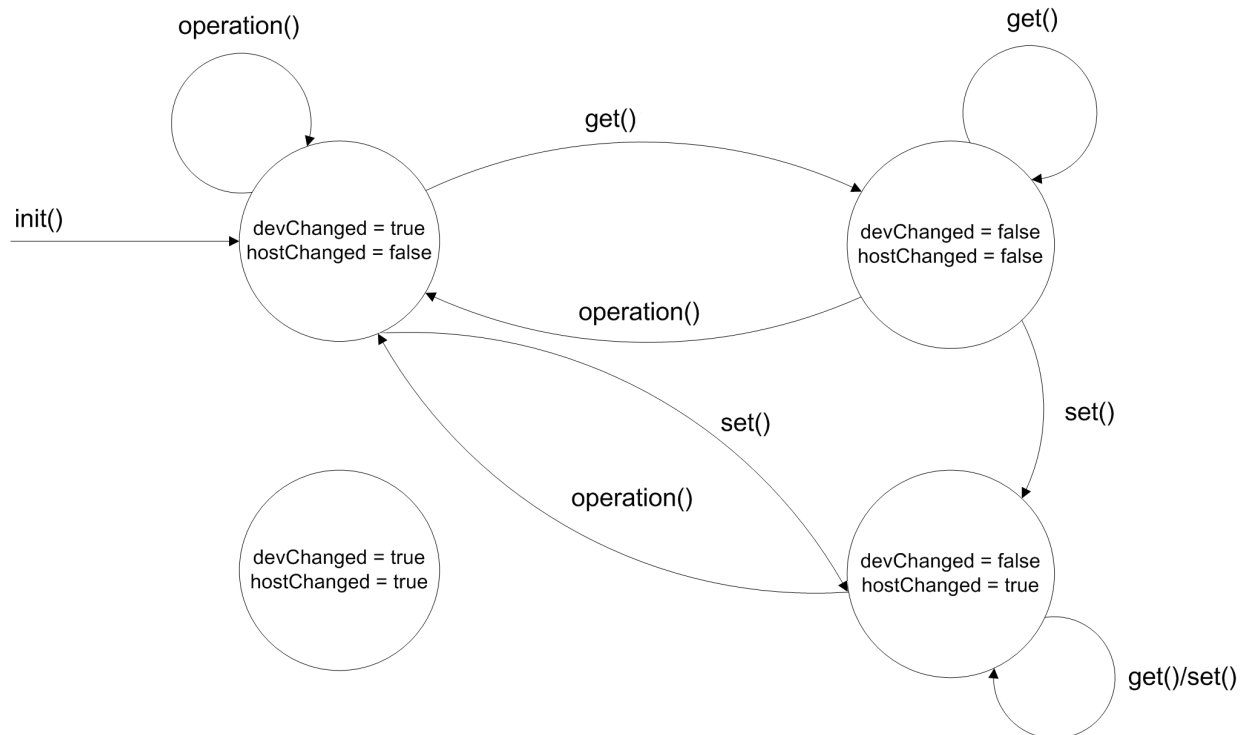 operation()
get()
get()
init()
devChanged = true
hostChanged = false
devChanged = false
hostChanged = false
operation()
set()
set()
operation()
devChanged = true
hostChanged = true
devChanged = false
hostChanged = true
get()/set()